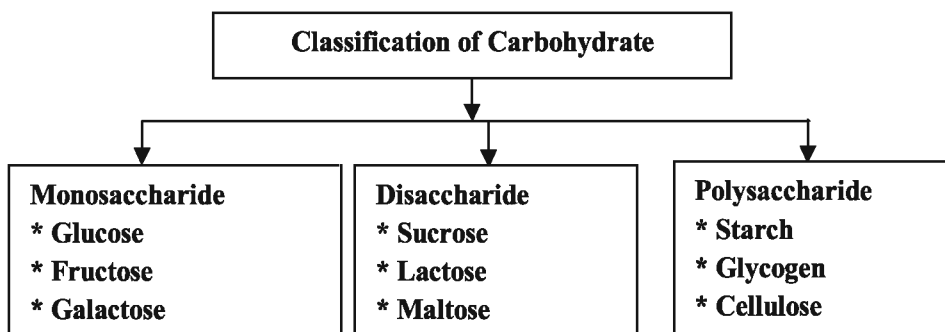 Classification of Carbohydrate
Monosaccharide
* Glucose
* Fructose
* Galactose
Disaccharide
* Sucrose
* Lactose
* Maltose
Polysaccharide
* Starch
* Glycogen
* Cellulose